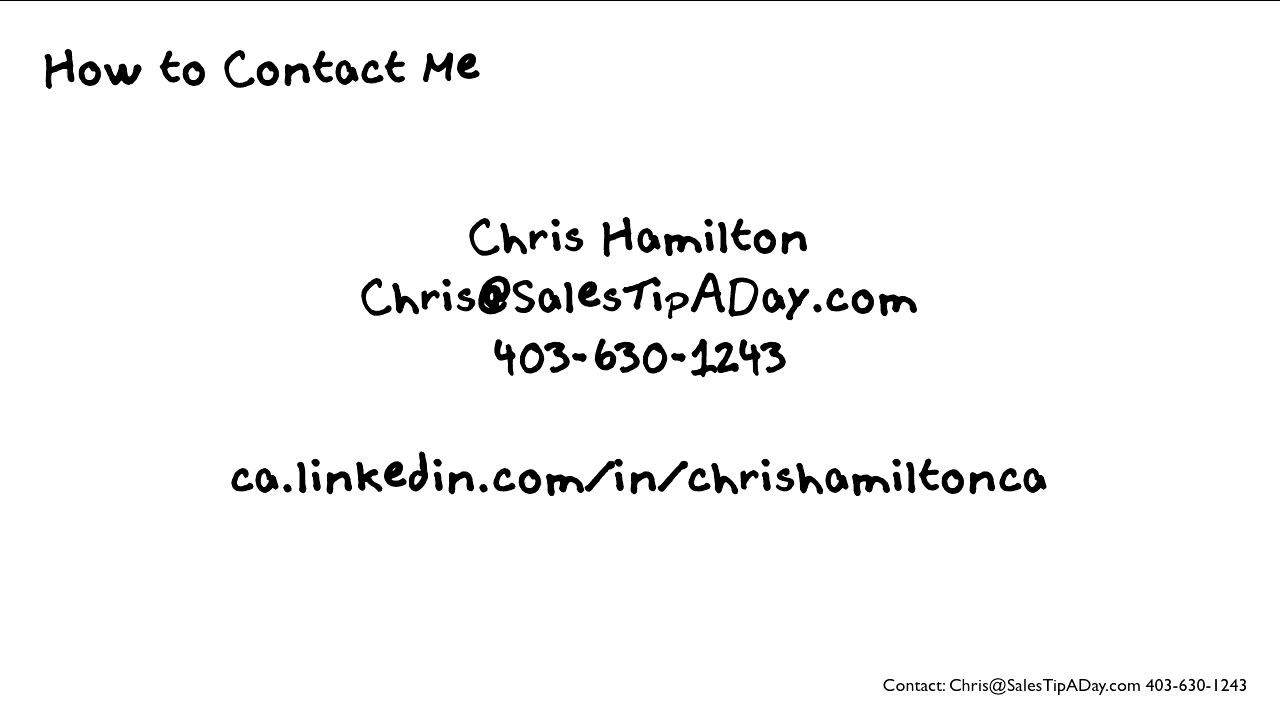 How to Contact Me
Chris Hamilton
Chris@SalesTipADay.com
403-630-1243
ca.linkedin.com/in/chrishamiltonca
Contact: Chris@SalesTipADay.com 403-630-1243